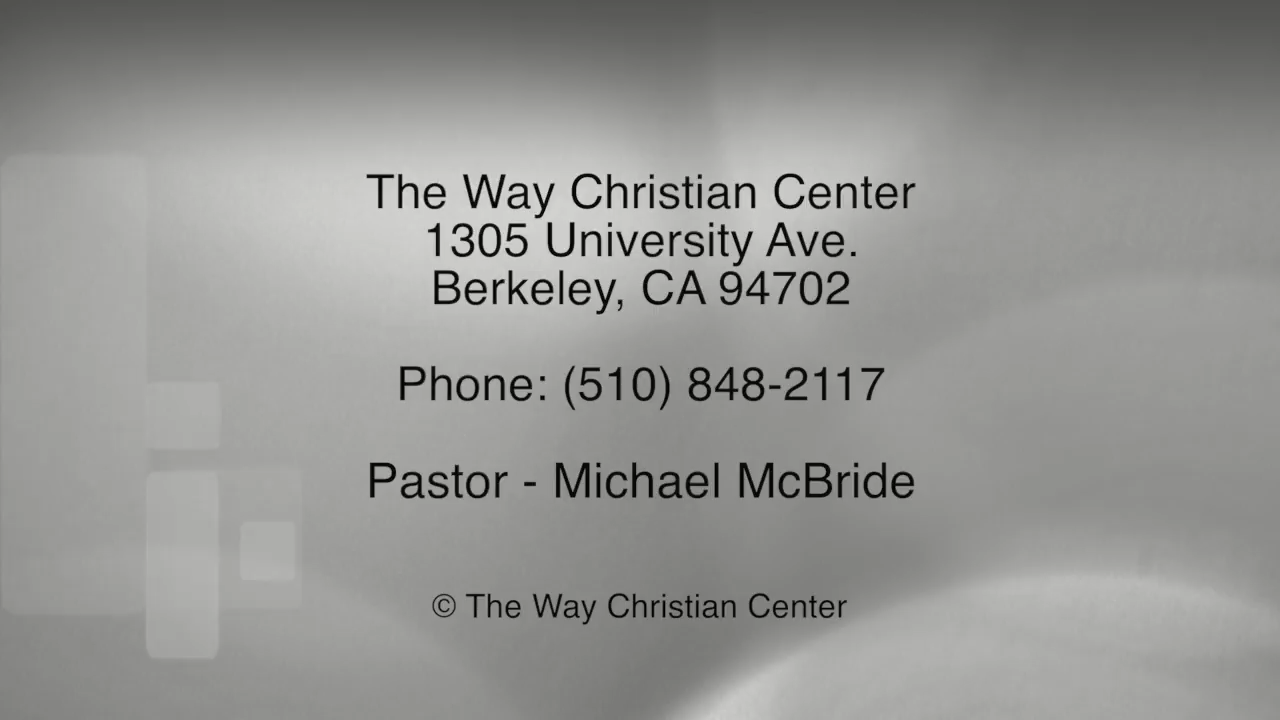 The Way Christian Center
1305 University Ave.
Berkeley, CA 94702
Phone: (510) 848-2117
Pastor - Michael McBride
© The Way Christian Center